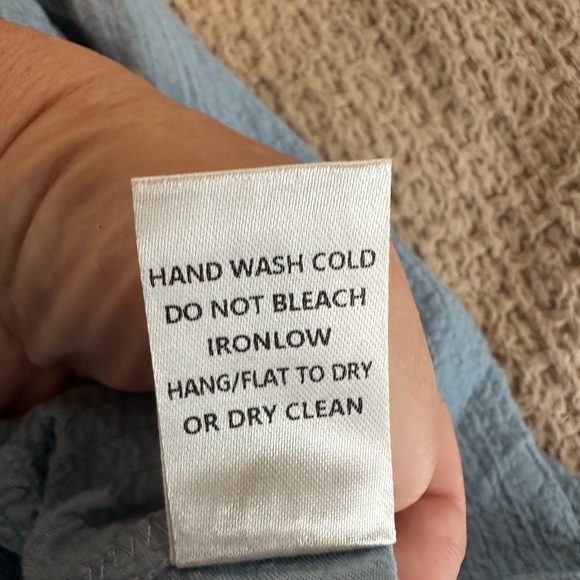 HAND WASH COLD
DO NOT BLEACH
IRONLOW
HANG/FLAT TO DRY
OR DRY CLEAN